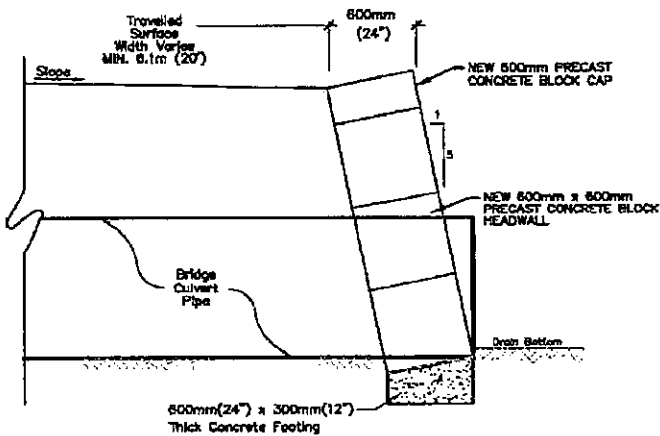 Travelled
Surface
Width Varies
MIN. 6.1m (20')
600mm
(24")
Slope
NEW 600mm PRECAST
CONCRETE BLOCK CAP
1
5
NEW 600mm x 600mm
PRECAST CONCRETE BLOCK
HEADWALL
Bridge
Culvert
Pipe
Drain Bottom
600mm(24") x 300mm(12")
Thick Concrete Footing